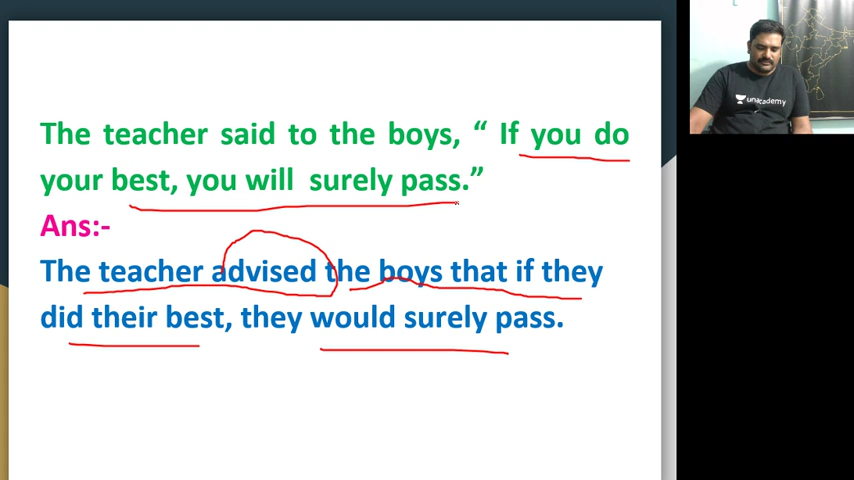 The teacher said to the boys, “ If you do
your best, you will surely pass.”
Ans:-
The teacher advised the boys that if they
did their best, they would surely pass.
unacademy